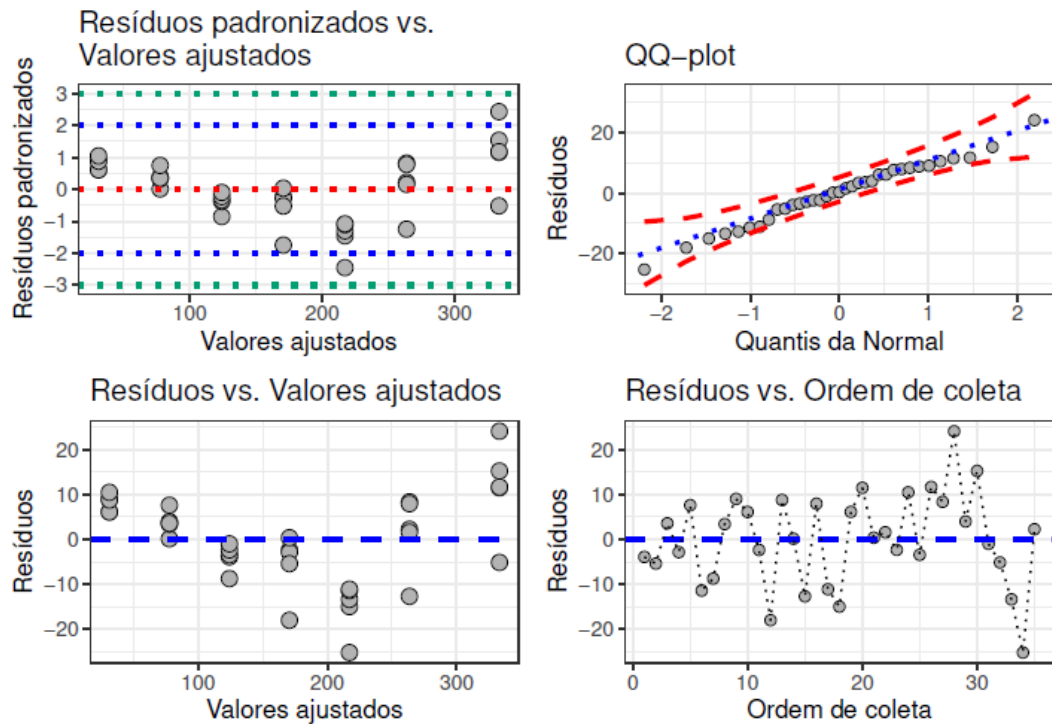 Resíduos padronizados vs.
Valores ajustados
Resíduos padronizados
3
2
1
0
−1
−2
−3
100
200
300
Valores ajustados
QQ−plot
Resíduos
20
0
−20
−2
−1
0
1
2
Quantis da Normal
Resíduos vs. Valores ajustados
Resíduos
20
10
0
−10
−20
100
200
300
Valores ajustados
Resíduos vs. Ordem de coleta
Resíduos
20
10
0
−10
−20
0
10
20
30
Ordem de coleta